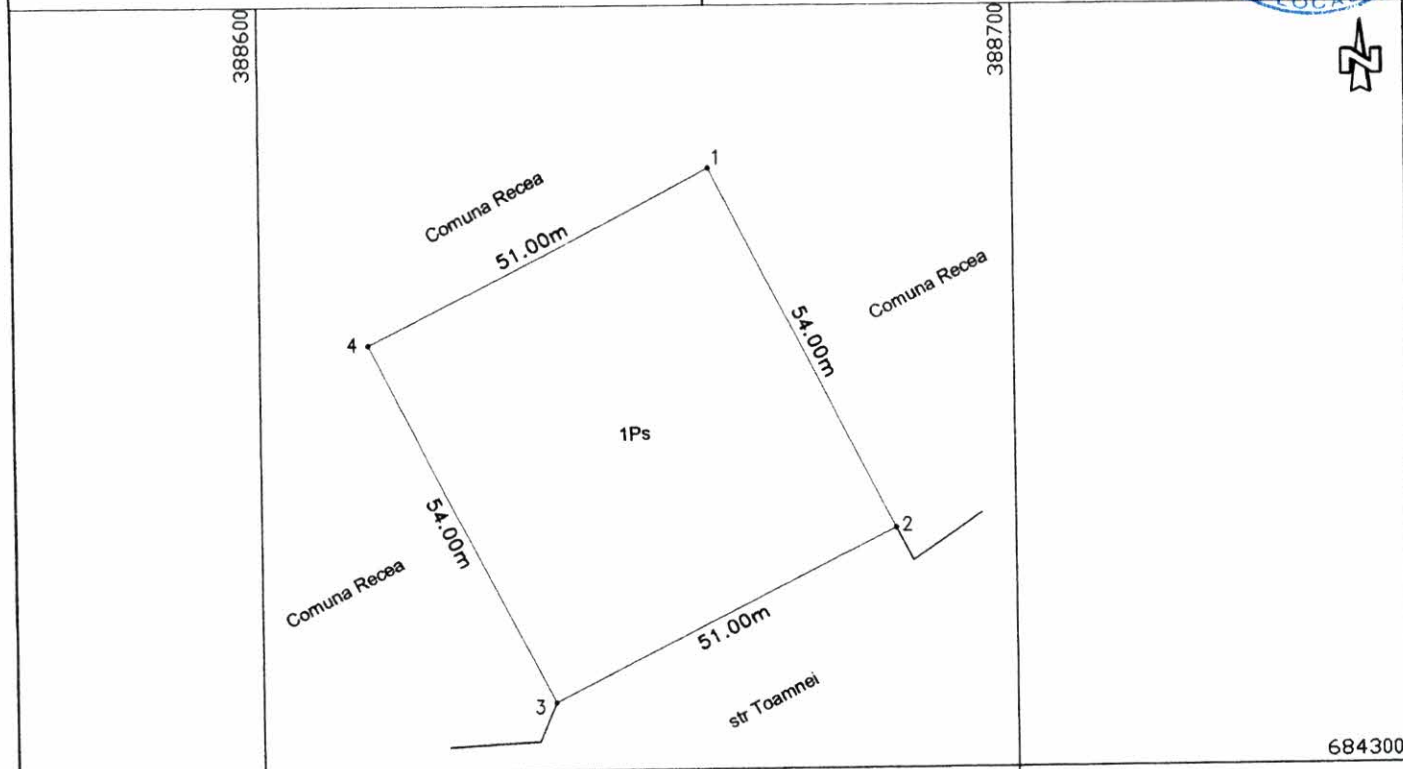 388600
388700
1
Comuna Recea
51.00m
Comuna Recea
54.00m
4
1Ps
54.00m
2
Comuna Recea
51.00m
3
str Toamnei
684300